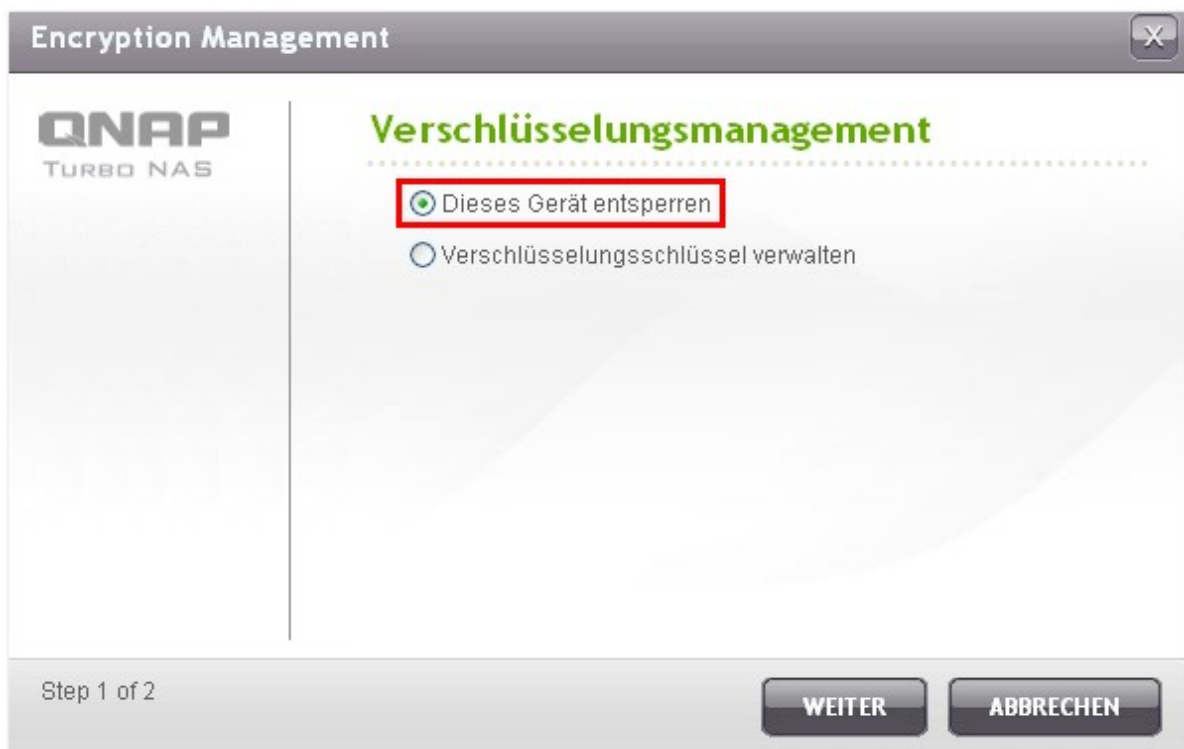 Encryption Management
X
QNAP
TURBO NAS
Verschlüsselungsmanagement
Dieses Gerät entsperren
Verschlüsselungsschlüssel verwalten
Step 1 of 2
WEITER
ABBRECHEN